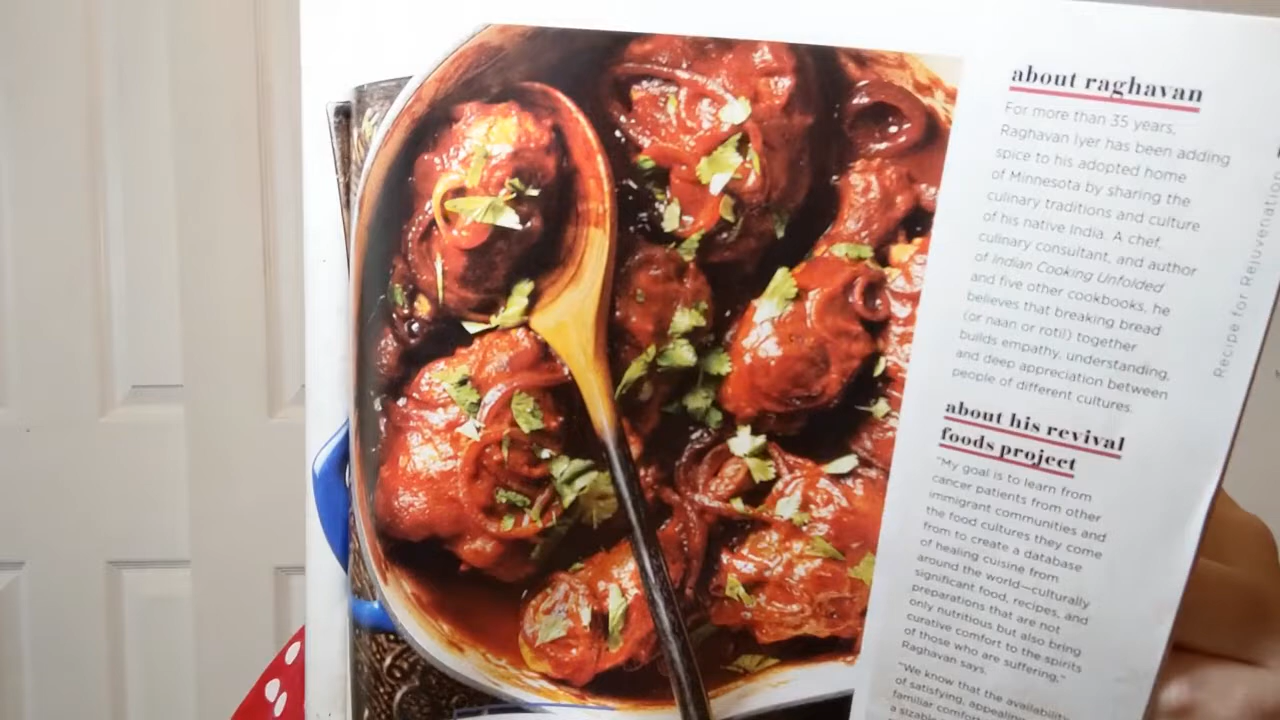 about raghavan
For more than 35 years,
Raghavan Iyer has been adding
spice to his adopted home
of Minnesota by sharing the
culinary traditions and culture
of his native India. A chef,
culinary consultant, and author
of Indian Cooking Unfolded
and five other cookbooks, he
believes that breaking bread
(or naan or roti!) together
builds empathy, understanding,
and deep appreciation between
people of different cultures.
about his revival
foods project
"My goal is to learn from
cancer patients from other
immigrant communities and
the food cultures they come
from to create a database
of healing cuisine from
around the world—culturally
significant food, recipes, and
preparations that are not
only nutritious but also bring
curative comfort to the spirits
of those who are suffering,"
Raghavan says.
"We know that the availability
of satisfying, appealing
familiar comfort
a sizable
Recipe for Rejuvenation